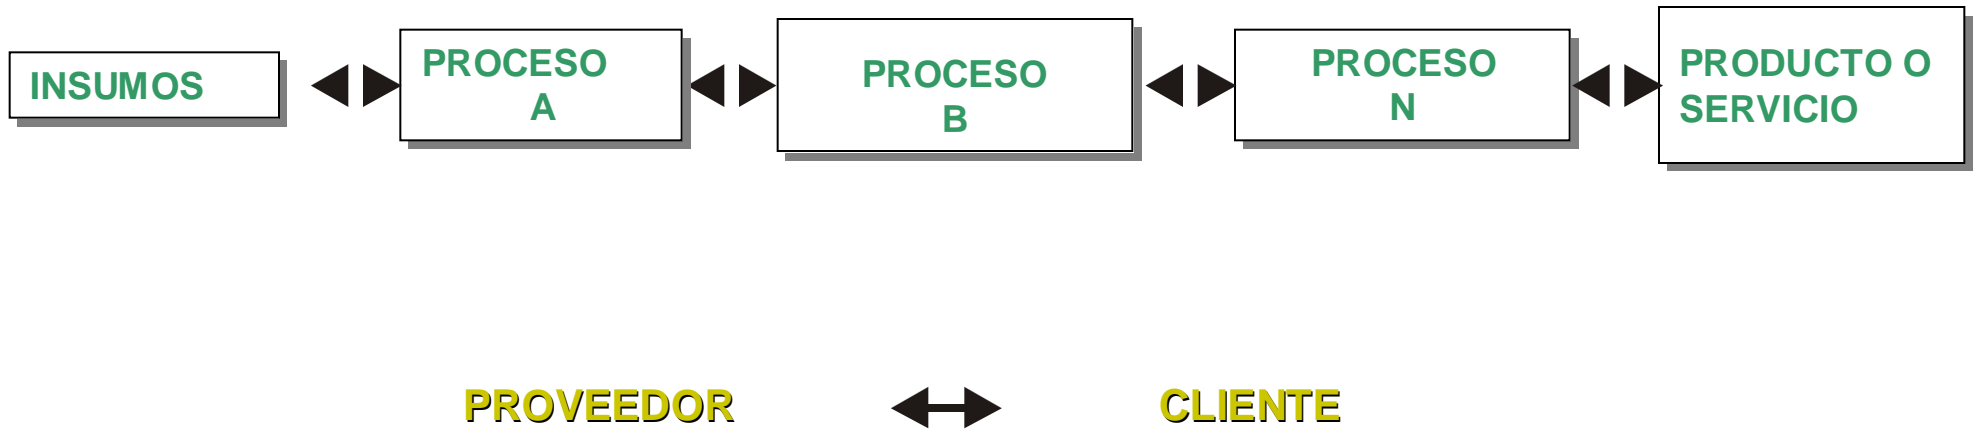 INSUMOS
PROCESO
A
PROCESO
B
PROCESO
N
PRODUCTO O
SERVICIO
PROVEEDOR
CLIENTE